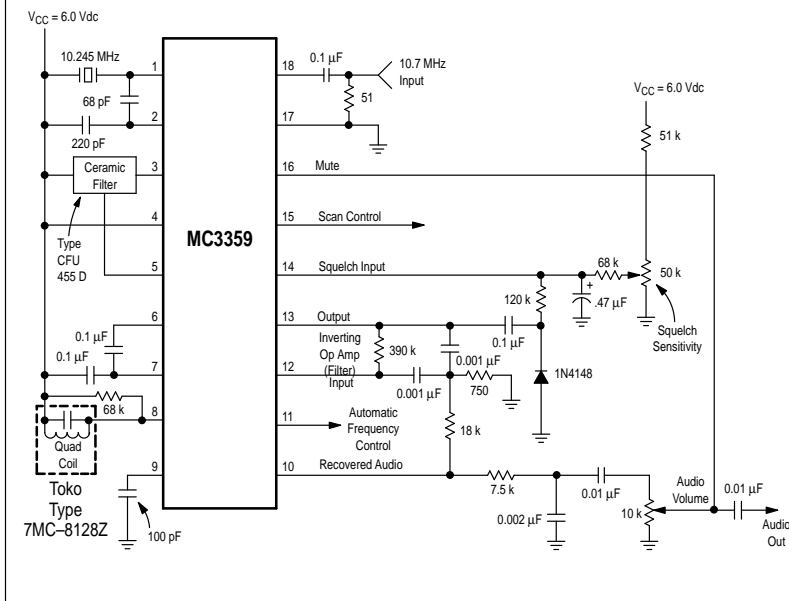 VCC = 6.0 Vdc
10.245 MHz
1
68 pF
2
220 pF
Ceramic
Filter
3
4
Type
CFU
455 D
5
6
0.1 µF
0.1 µF
7
68 k
8
Quad
Coil
Toko
Type
7MC–8128Z
9
100 pF
MC3359
18
0.1 µF
10.7 MHz
Input
51
17
16
Mute
15
Scan Control
14
Squelch Input
VCC = 6.0 Vdc
51 k
68 k
50 k
+
.47 µF
Squelch
Sensitivity
120 k
13
Output
0.1 µF
Inverting
Op Amp
(Filter)
Input
12
390 k
0.001 µF
0.001 µF
750
1N4148
11
Automatic
Frequency
Control
18 k
10
Recovered Audio
7.5 k
0.01 µF
0.002 µF
Audio
Volume
10 k
0.01 µF
Audio
Out